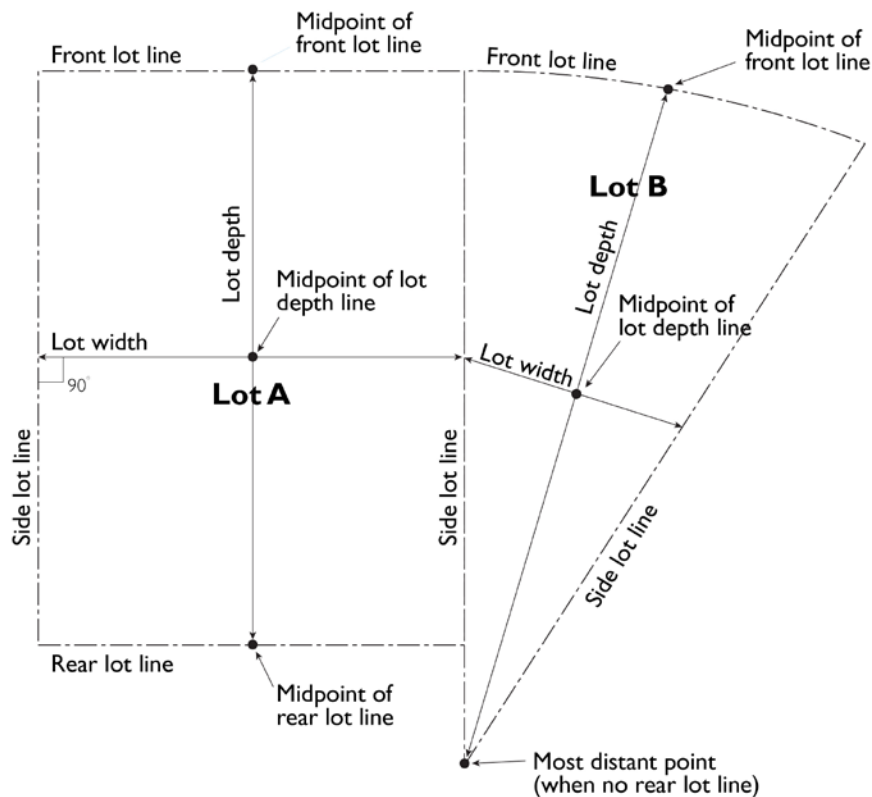 Midpoint of
front lot line
Front lot line
Front lot line
Midpoint of
front lot line
Lot B
Lot depth
Lot depth
Midpoint of lot
depth line
Midpoint of
lot depth line
Lot width
Lot width
90°
Lot A
Side lot line
Side lot line
Side lot line
Rear lot line
Midpoint of
rear lot line
Most distant point
(when no rear lot line)